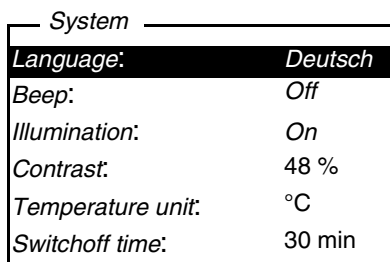 System
Language: Deutsch
Beep: Off
Illumination: On
Contrast: 48 %
Temperature unit: °C
Switchoff time: 30 min